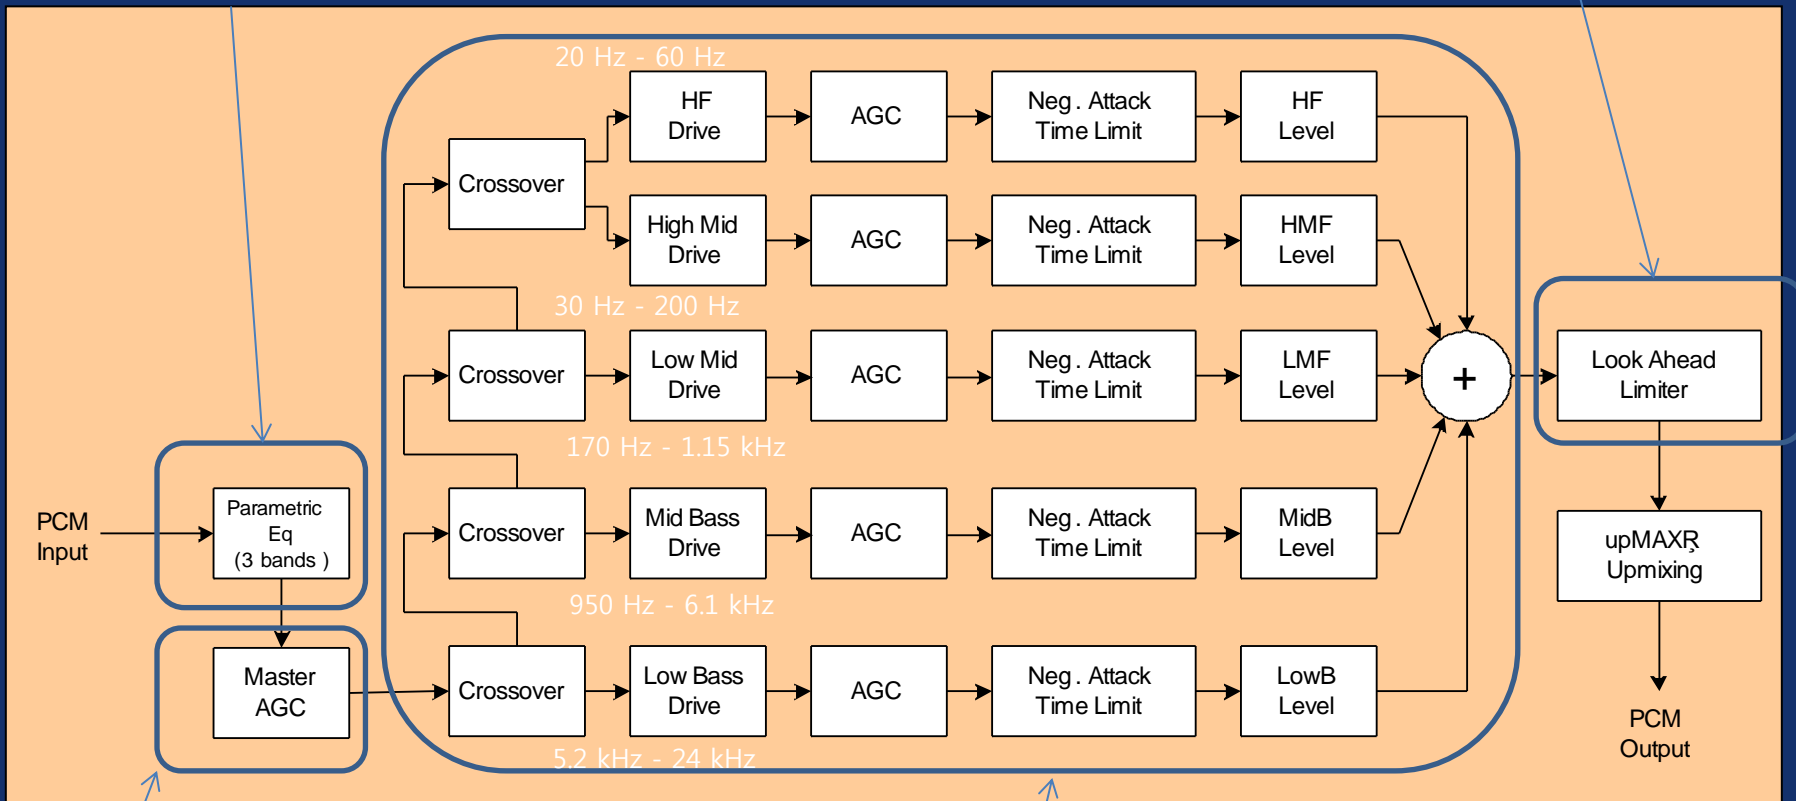 20 Hz - 60 Hz
HF
Drive
AGC
Neg. Attack
Time Limit
HF
Level
Crossover
High Mid
Drive
AGC
Neg. Attack
Time Limit
HMF
Level
30 Hz - 200 Hz
Crossover
Low Mid
Drive
AGC
Neg. Attack
Time Limit
LMF
Level
+
Look Ahead
Limiter
170 Hz - 1.15 kHz
PCM
Input
Parametric
Eq
(3 bands )
Crossover
Mid Bass
Drive
AGC
Neg. Attack
Time Limit
MidB
Level
upMAXŖ
Upmixing
950 Hz - 6.1 kHz
Master
AGC
Crossover
Low Bass
Drive
AGC
Neg. Attack
Time Limit
LowB
Level
PCM
Output
5.2 kHz - 24 kHz